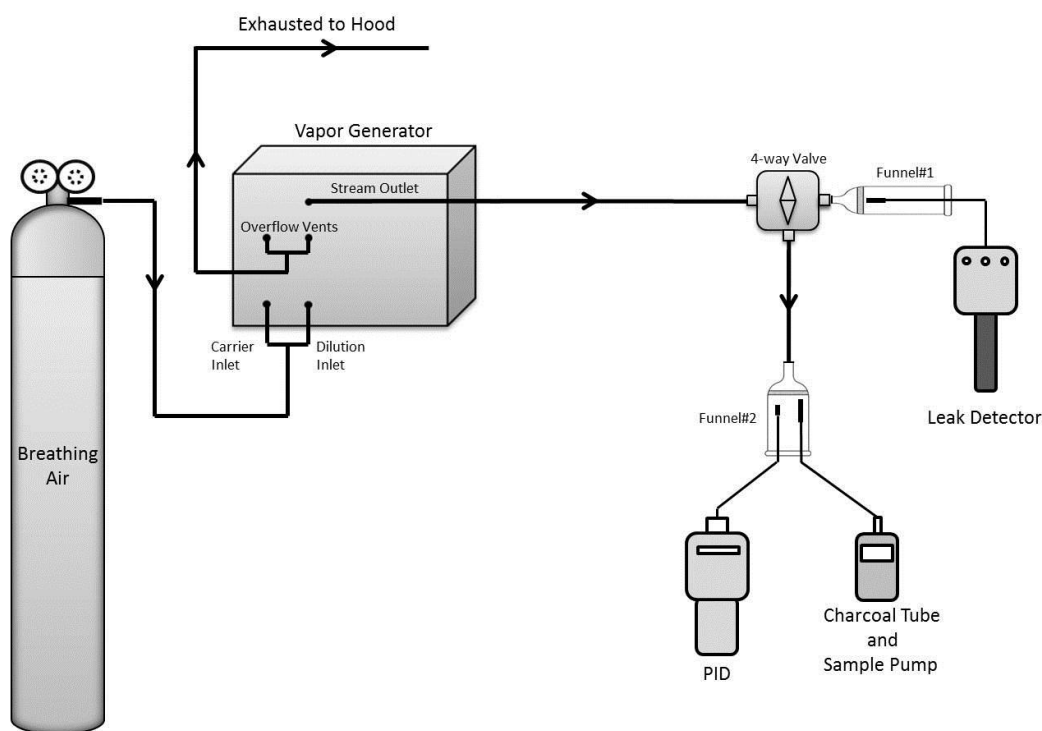 Exhausted to Hood
Vapor Generator
Stream Outlet
Overflow Vents
Carrier
Inlet
Dilution
Inlet
Breathing
Air
4-way Valve
Funnel#1
Leak Detector
Funnel#2
PID
Charcoal Tube
and
Sample Pump